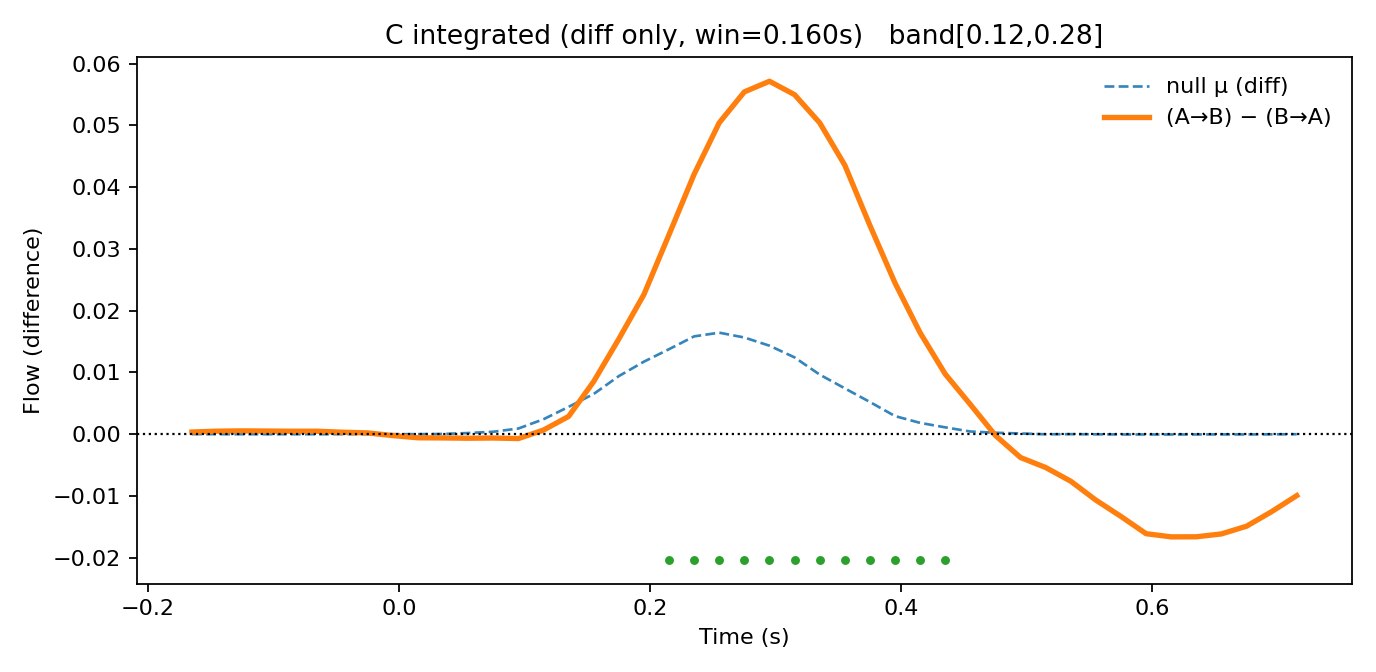 C integrated (diff only, win=0.160s)   band[0.12,0.28]
null μ (diff)
(A→B) − (B→A)
Flow (difference)
0.06
0.05
0.04
0.03
0.02
0.01
0.00
−0.01
−0.02
−0.2
0.0
0.2
0.4
0.6
Time (s)